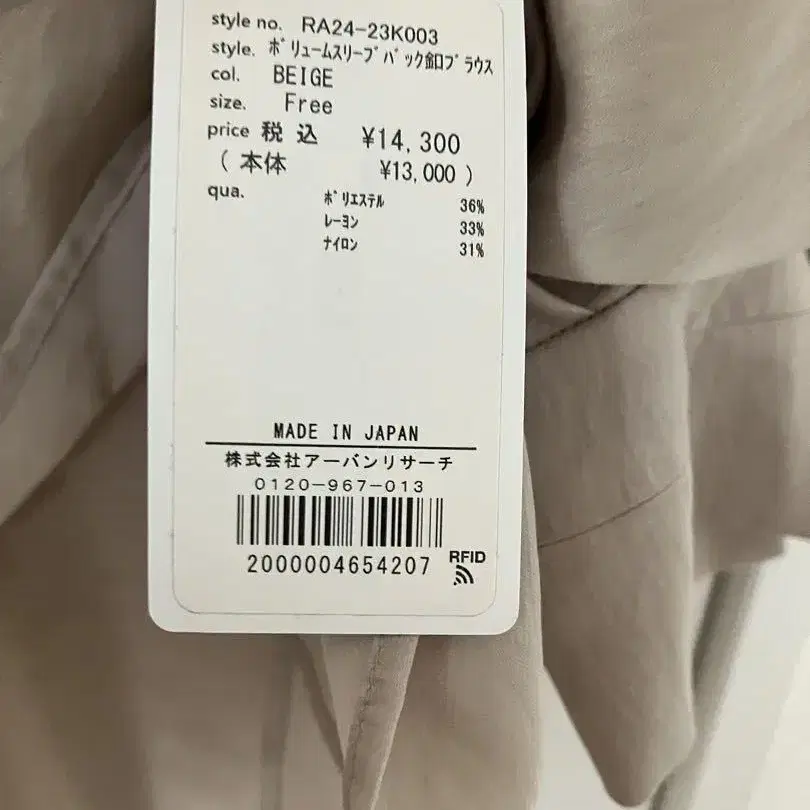 style no. RA24-23K003
style. ﾎﾞﾘｭｰﾑｽﾘｰﾌﾞﾊﾞｯｸ釦ﾌﾞﾗｳｽ
col. BEIGE
size. Free
price 税 込 ¥14,300
( 本体 ¥13,000 )
qua. ﾎﾟﾘｴｽﾃﾙ 36%
ﾚｰﾖﾝ 33%
ﾅｲﾛﾝ 31%
MADE IN JAPAN
株式会社アーバンリサーチ
0120-967-013
RFID
2000004654207